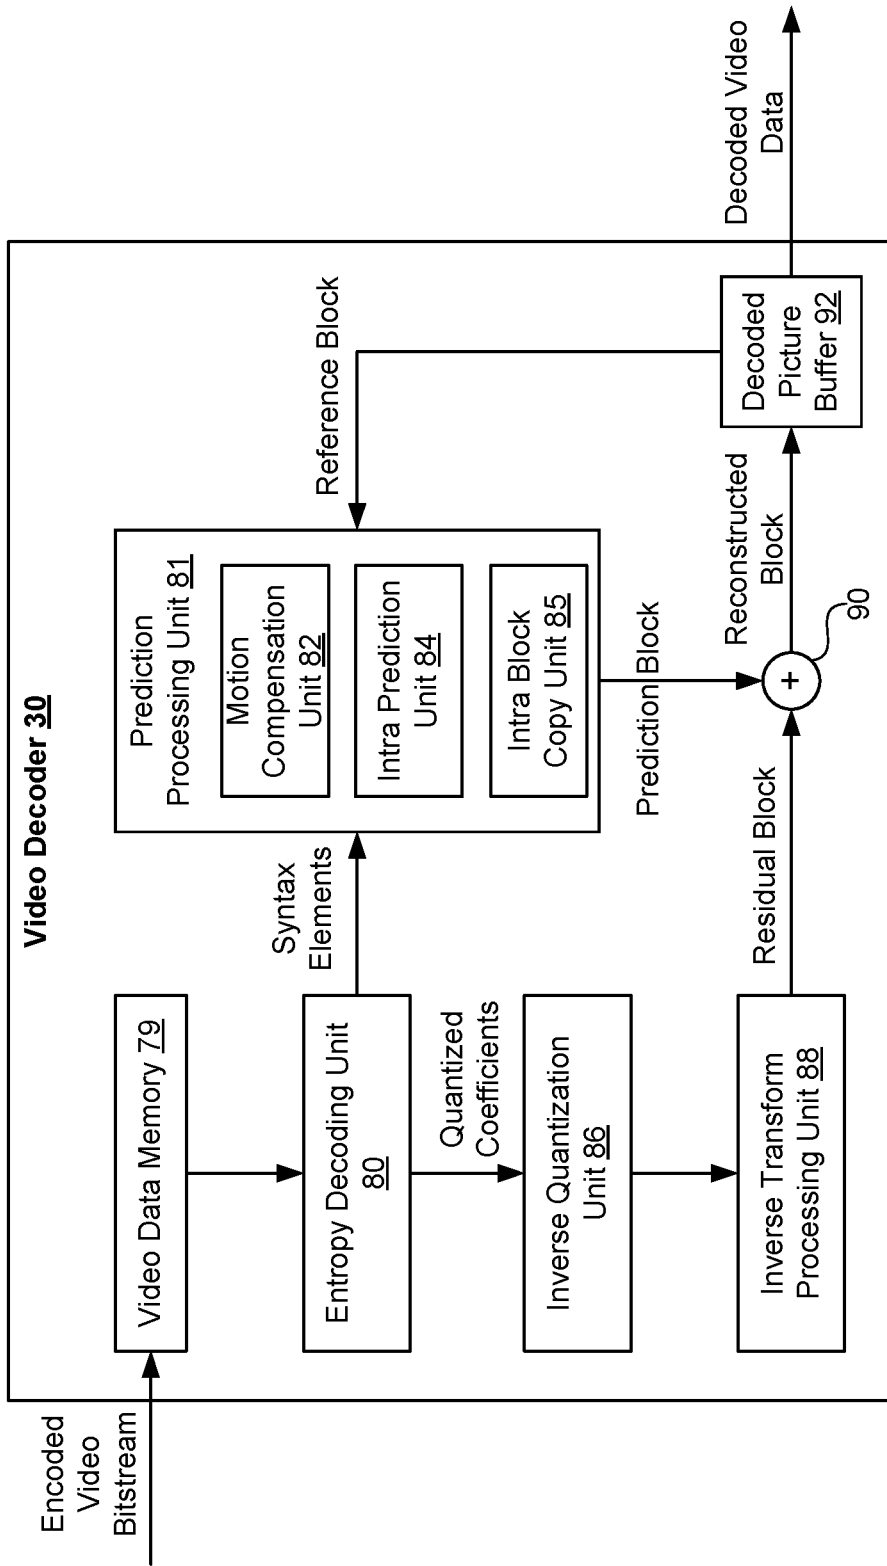 Video Decoder 30
Encoded Video
Bitstream
Video Data Memory 79
Entropy Decoding Unit
80
Syntax
Elements
Quantized
Coefficients
Inverse Quantization
Unit 86
Inverse Transform
Processing Unit 88
Prediction
Processing Unit 81
Motion
Compensation
Unit 82
Intra Prediction
Unit 84
Intra Block
Copy Unit 85
Reference Block
Prediction Block
Residual Block
90
Reconstructed
Block
Decoded
Picture
Buffer 92
Decoded Video
Data
+